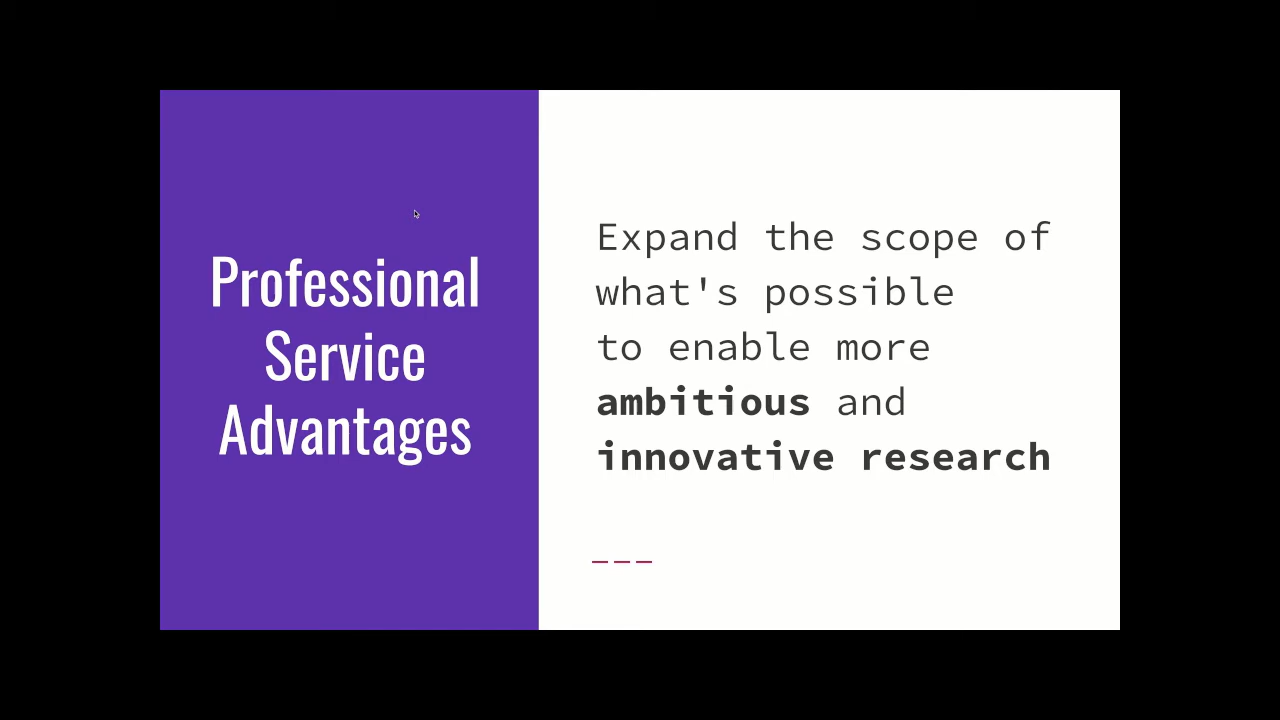 Professional
Service
Advantages
Expand the scope of
what's possible
to enable more
ambitious and
innovative research